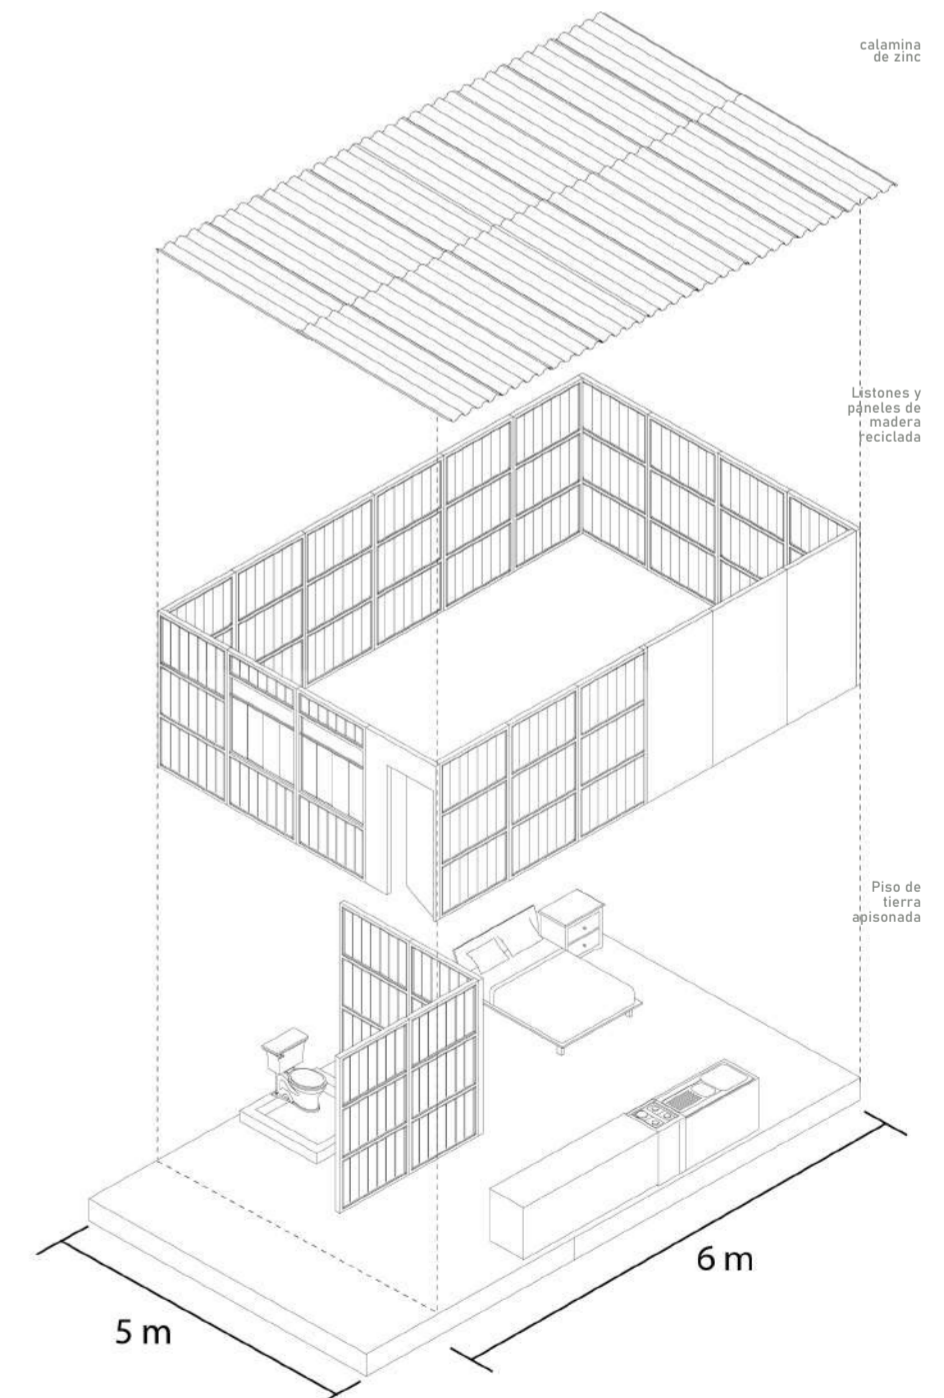 calamina
de zinc
Listones y
paneles de
madera
reciclada
Piso de
tierra
apisonada
6 m
5 m